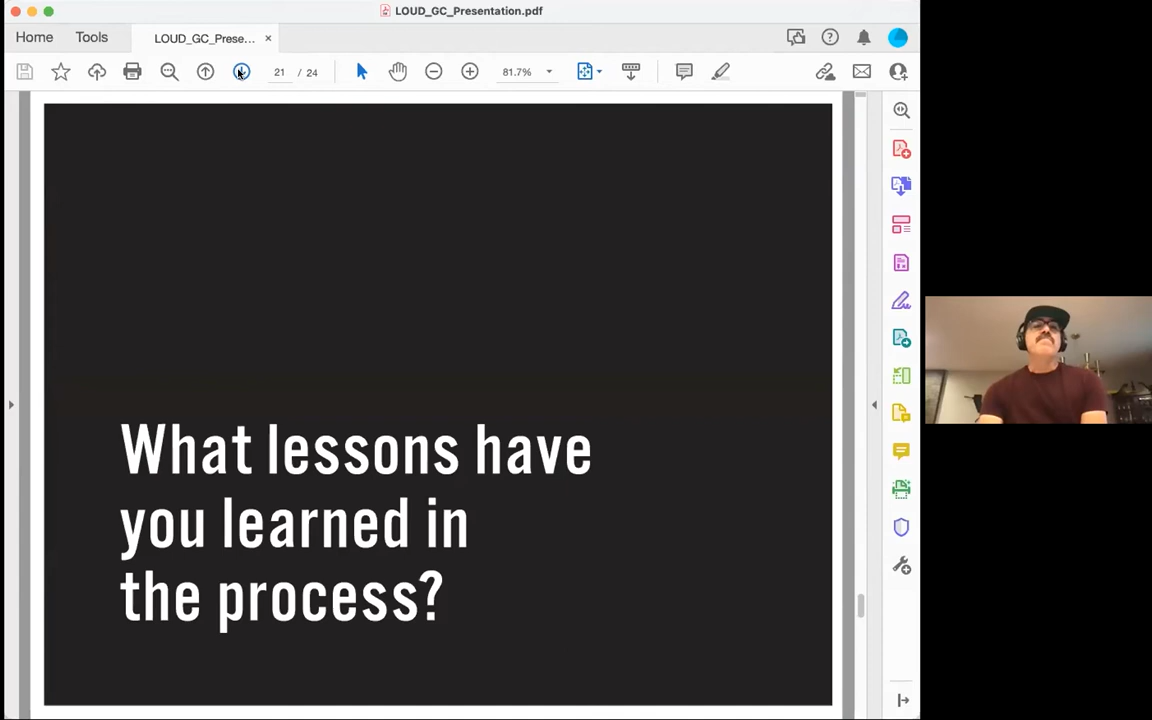 LOUD_GC_Presentation.pdf
Home Tools LOUD_GC_Prese... ×
21 / 24 81.7%
What lessons have
you learned in
the process?